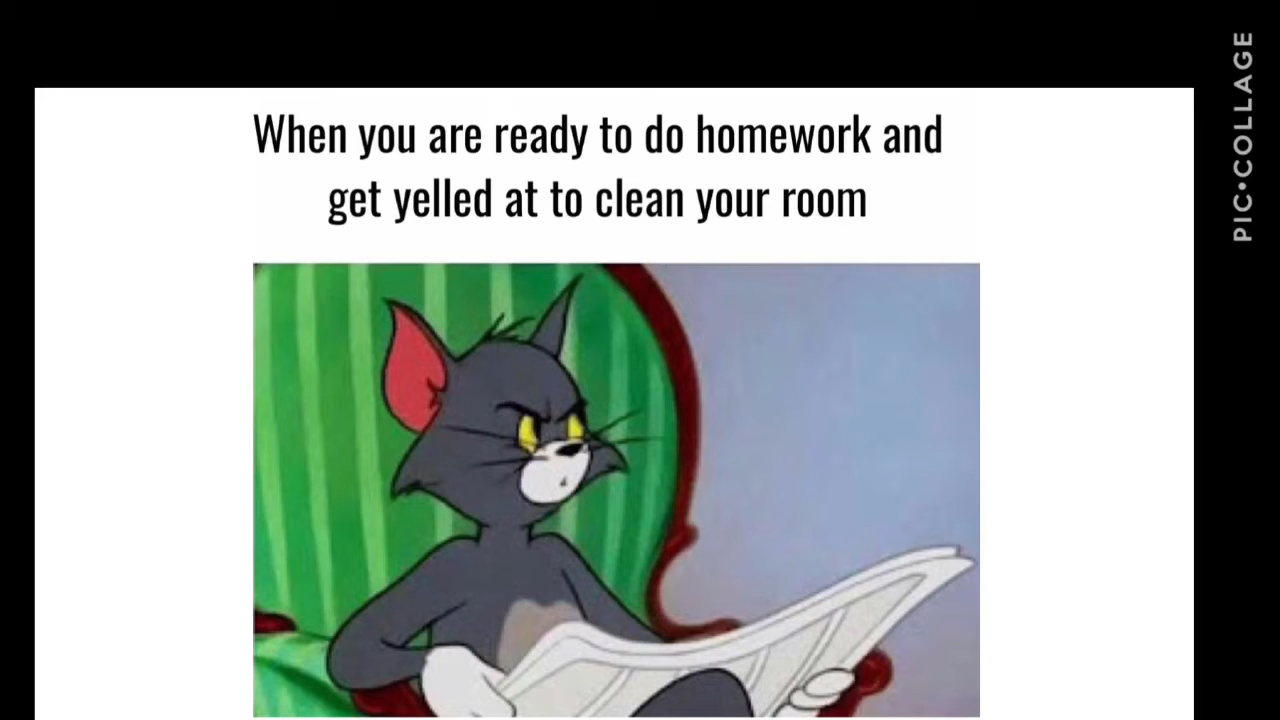 When you are ready to do homework and
get yelled at to clean your room
PIC•COLLAGE